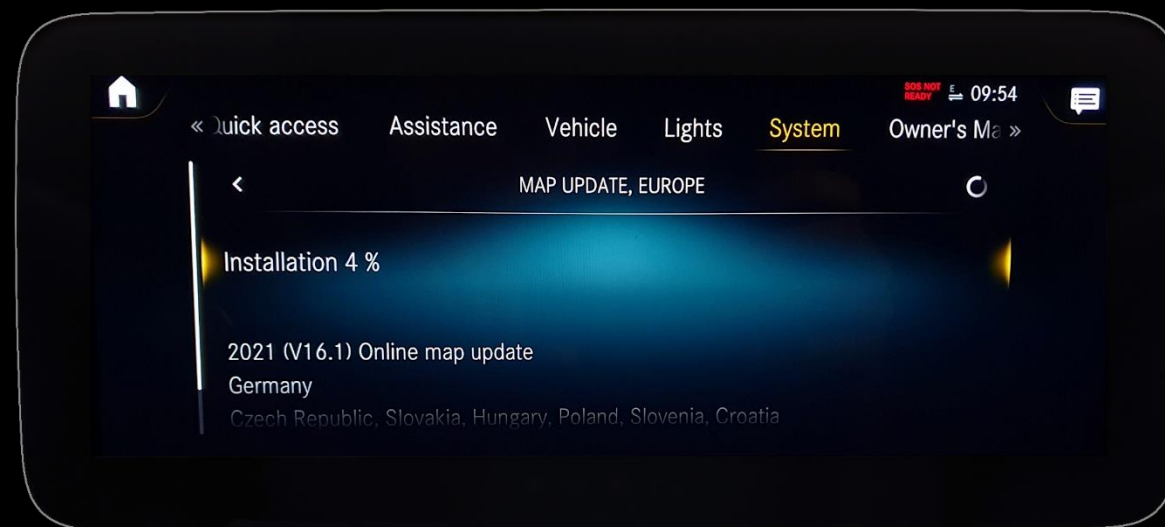 SOS NOT
READY
E
09:54
« Quick access Assistance Vehicle Lights System Owner's Ma »
MAP UPDATE, EUROPE
Installation 4 %
2021 (V16.1) Online map update
Germany
Czech Republic, Slovakia, Hungary, Poland, Slovenia, Croatia